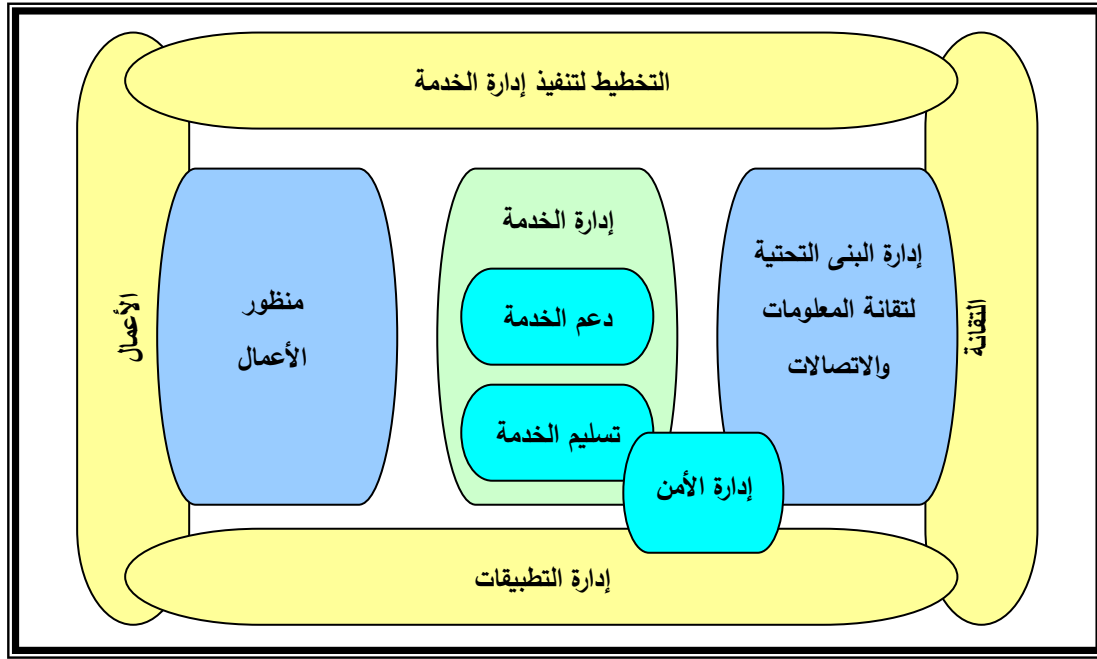 التخطيط لتنفيذ إدارة الخدمة
التقانة
إدارة البنى التحتية
لتقانة المعلومات
والاتصالات
إدارة الخدمة
دعم الخدمة
تسليم الخدمة
إدارة الأمن
منظور
الأعمال
الأعمال
إدارة التطبيقات